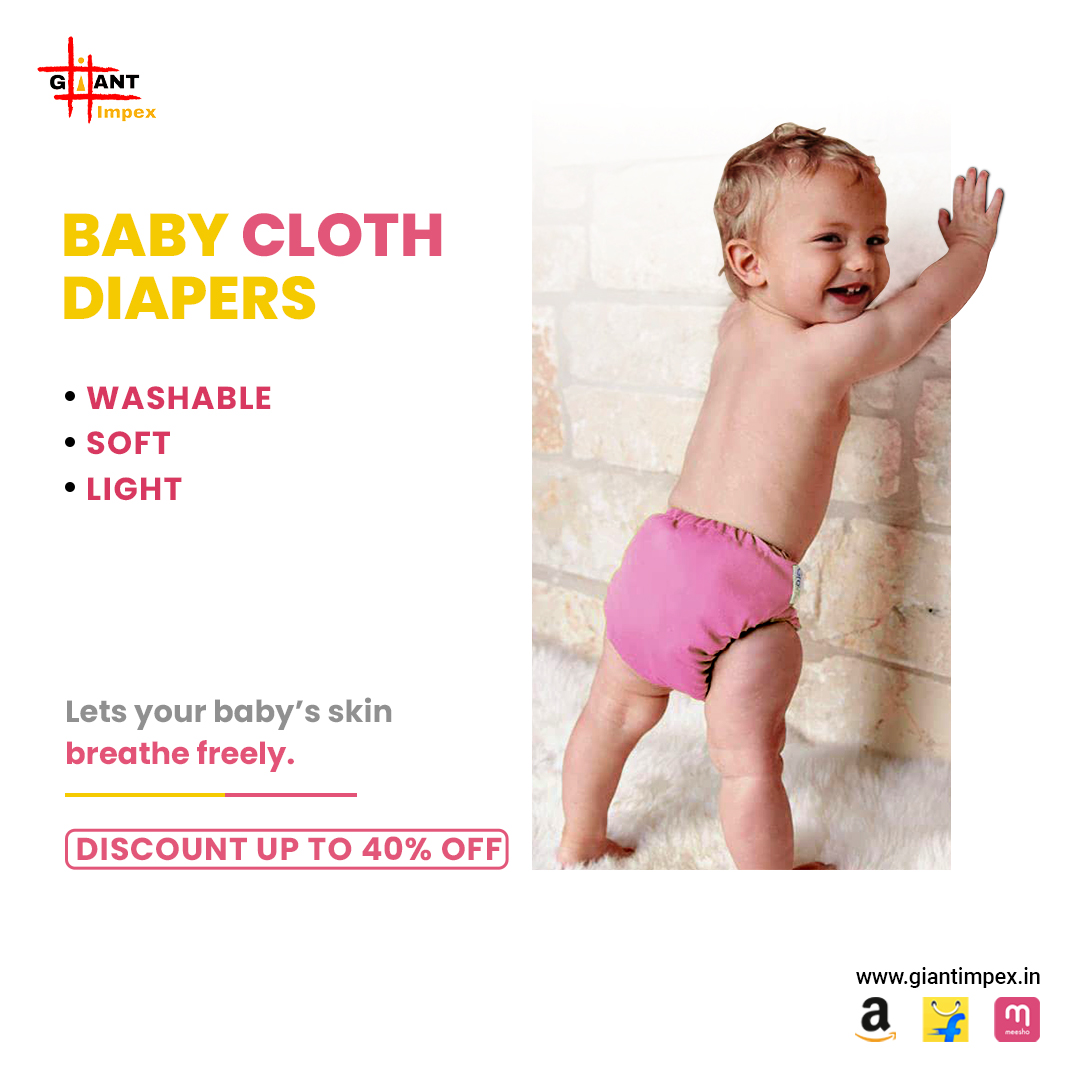 GIANT
Impex
BABY CLOTH
DIAPERS
• WASHABLE
• SOFT
• LIGHT
Lets your baby’s skin
breathe freely.
DISCOUNT UP TO 40% OFF
www.giantimpex.in
a
f
m
meesho